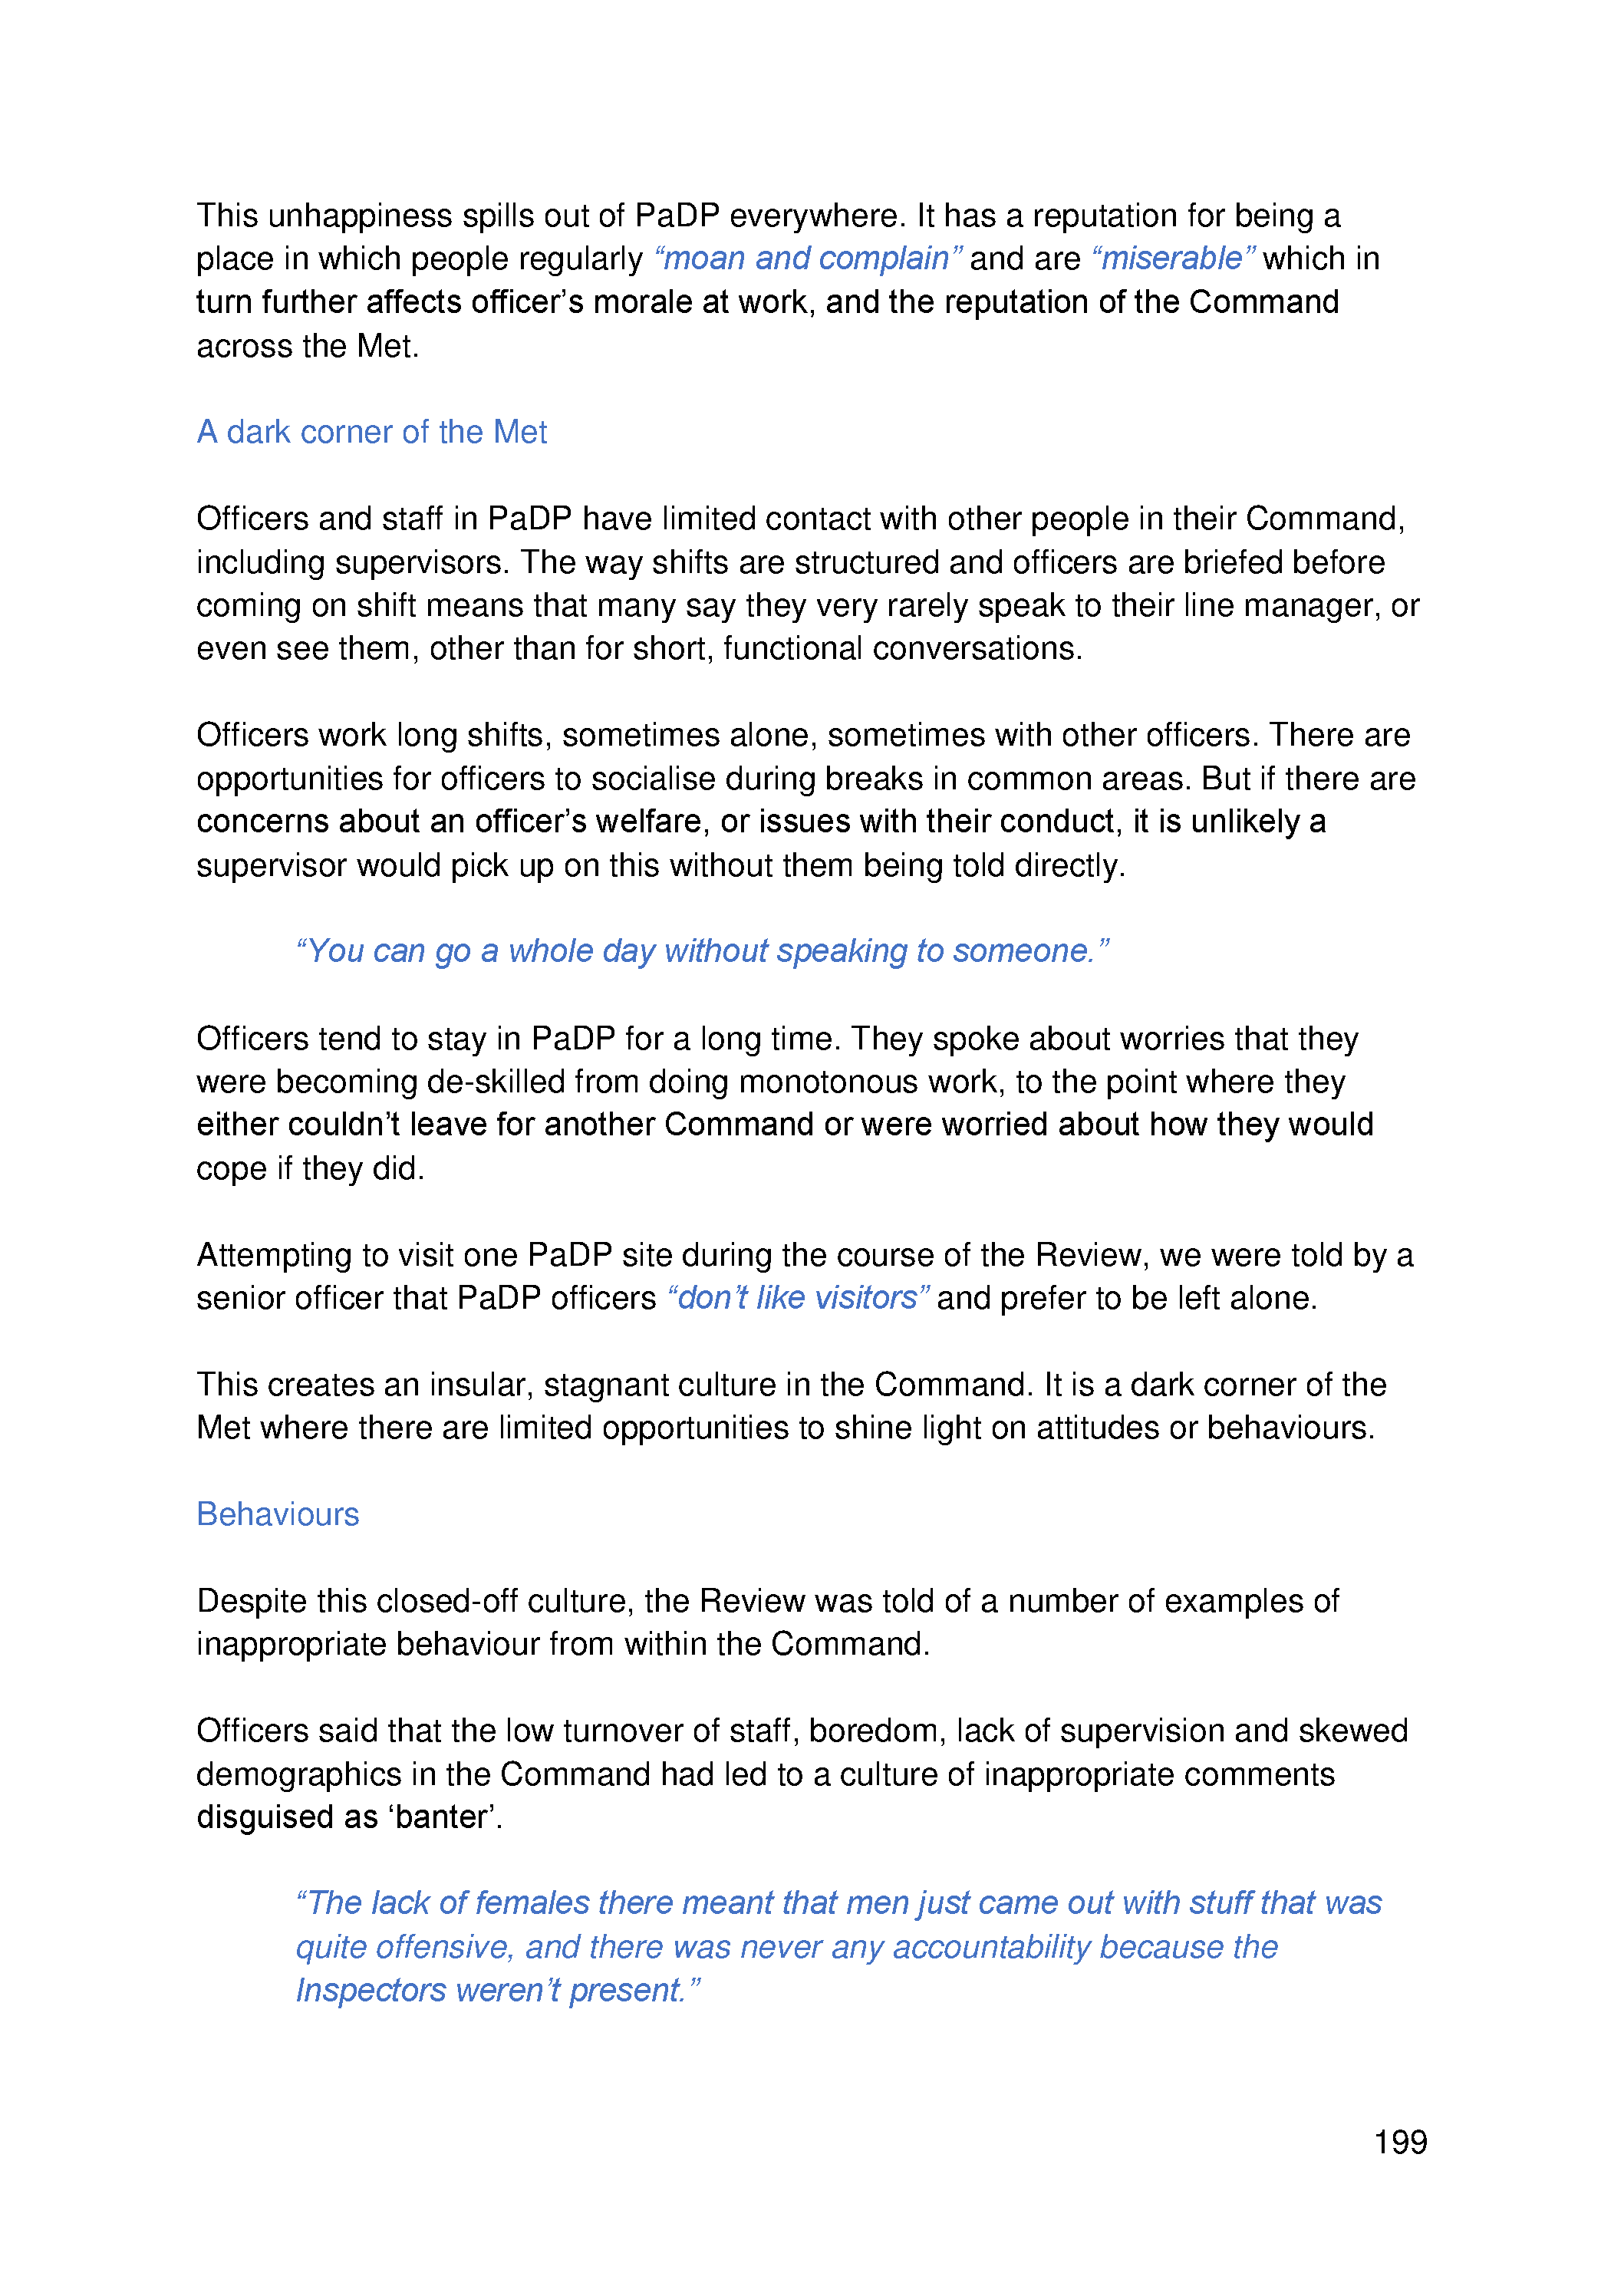 This unhappiness spills out of PaDP everywhere. It has a reputation for being a
place in which people regularly “moan and complain” and are “miserable” which in
turn further affects officer’s morale at work, and the reputation of the Command
across the Met.
A dark corner of the Met
Officers and staff in PaDP have limited contact with other people in their Command,
including supervisors. The way shifts are structured and officers are briefed before
coming on shift means that many say they very rarely speak to their line manager, or
even see them, other than for short, functional conversations.
Officers work long shifts, sometimes alone, sometimes with other officers. There are
opportunities for officers to socialise during breaks in common areas. But if there are
concerns about an officer’s welfare, or issues with their conduct, it is unlikely a
supervisor would pick up on this without them being told directly.
“You can go a whole day without speaking to someone.”
Officers tend to stay in PaDP for a long time. They spoke about worries that they
were becoming de-skilled from doing monotonous work, to the point where they
either couldn’t leave for another Command or were worried about how they would
cope if they did.
Attempting to visit one PaDP site during the course of the Review, we were told by a
senior officer that PaDP officers “don’t like visitors” and prefer to be left alone.
This creates an insular, stagnant culture in the Command. It is a dark corner of the
Met where there are limited opportunities to shine light on attitudes or behaviours.
Behaviours
Despite this closed-off culture, the Review was told of a number of examples of
inappropriate behaviour from within the Command.
Officers said that the low turnover of staff, boredom, lack of supervision and skewed
demographics in the Command had led to a culture of inappropriate comments
disguised as ‘banter’.
“The lack of females there meant that men just came out with stuff that was
quite offensive, and there was never any accountability because the
Inspectors weren’t present.”
199